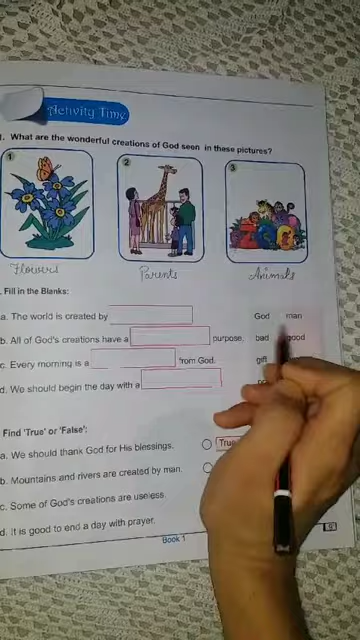 Activity Time
1. What are the wonderful creations of God seen in these pictures?
1 2 3
Flowers Parents Animals
Fill in the Blanks:
a. The world is created by God man
b. All of God's creations have a purpose. bad good
c. Every morning is a from God. gift
d. We should begin the day with a
Find 'True' or 'False':
a. We should thank God for His blessings. True
b. Mountains and rivers are created by man.
c. Some of God's creations are useless.
d. It is good to end a day with prayer.
Book 1